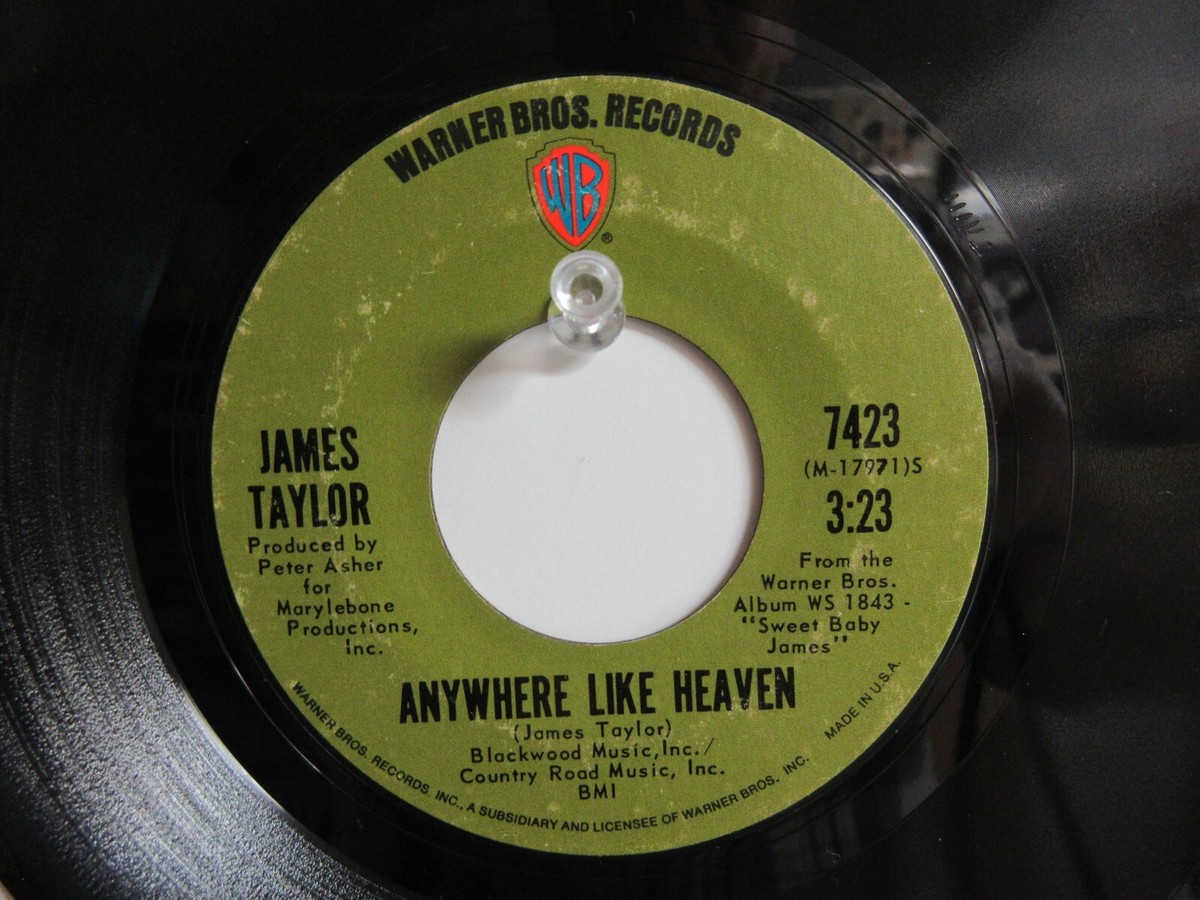 WARNER BROS. RECORDS
WB
®
JAMES
TAYLOR
Produced by
Peter Asher
for
Marylebone
Productions,
Inc.
7423
(M-17971)S
3:23
From the
Warner Bros.
Album WS 1843 -
"Sweet Baby
James"
ANYWHERE LIKE HEAVEN
(James Taylor)
Blackwood Music, Inc./
Country Road Music, Inc.
BMI
WARNER BROS. RECORDS INC., A SUBSIDIARY AND LICENSEE OF WARNER BROS. INC.
MADE IN U.S.A.